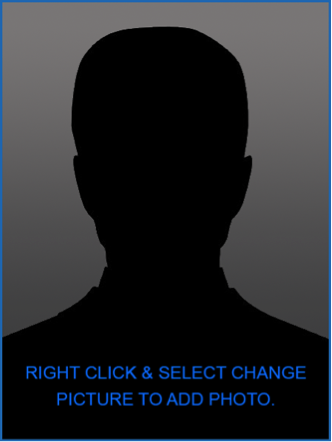 RIGHT CLICK & SELECT CHANGE
PICTURE TO ADD PHOTO.